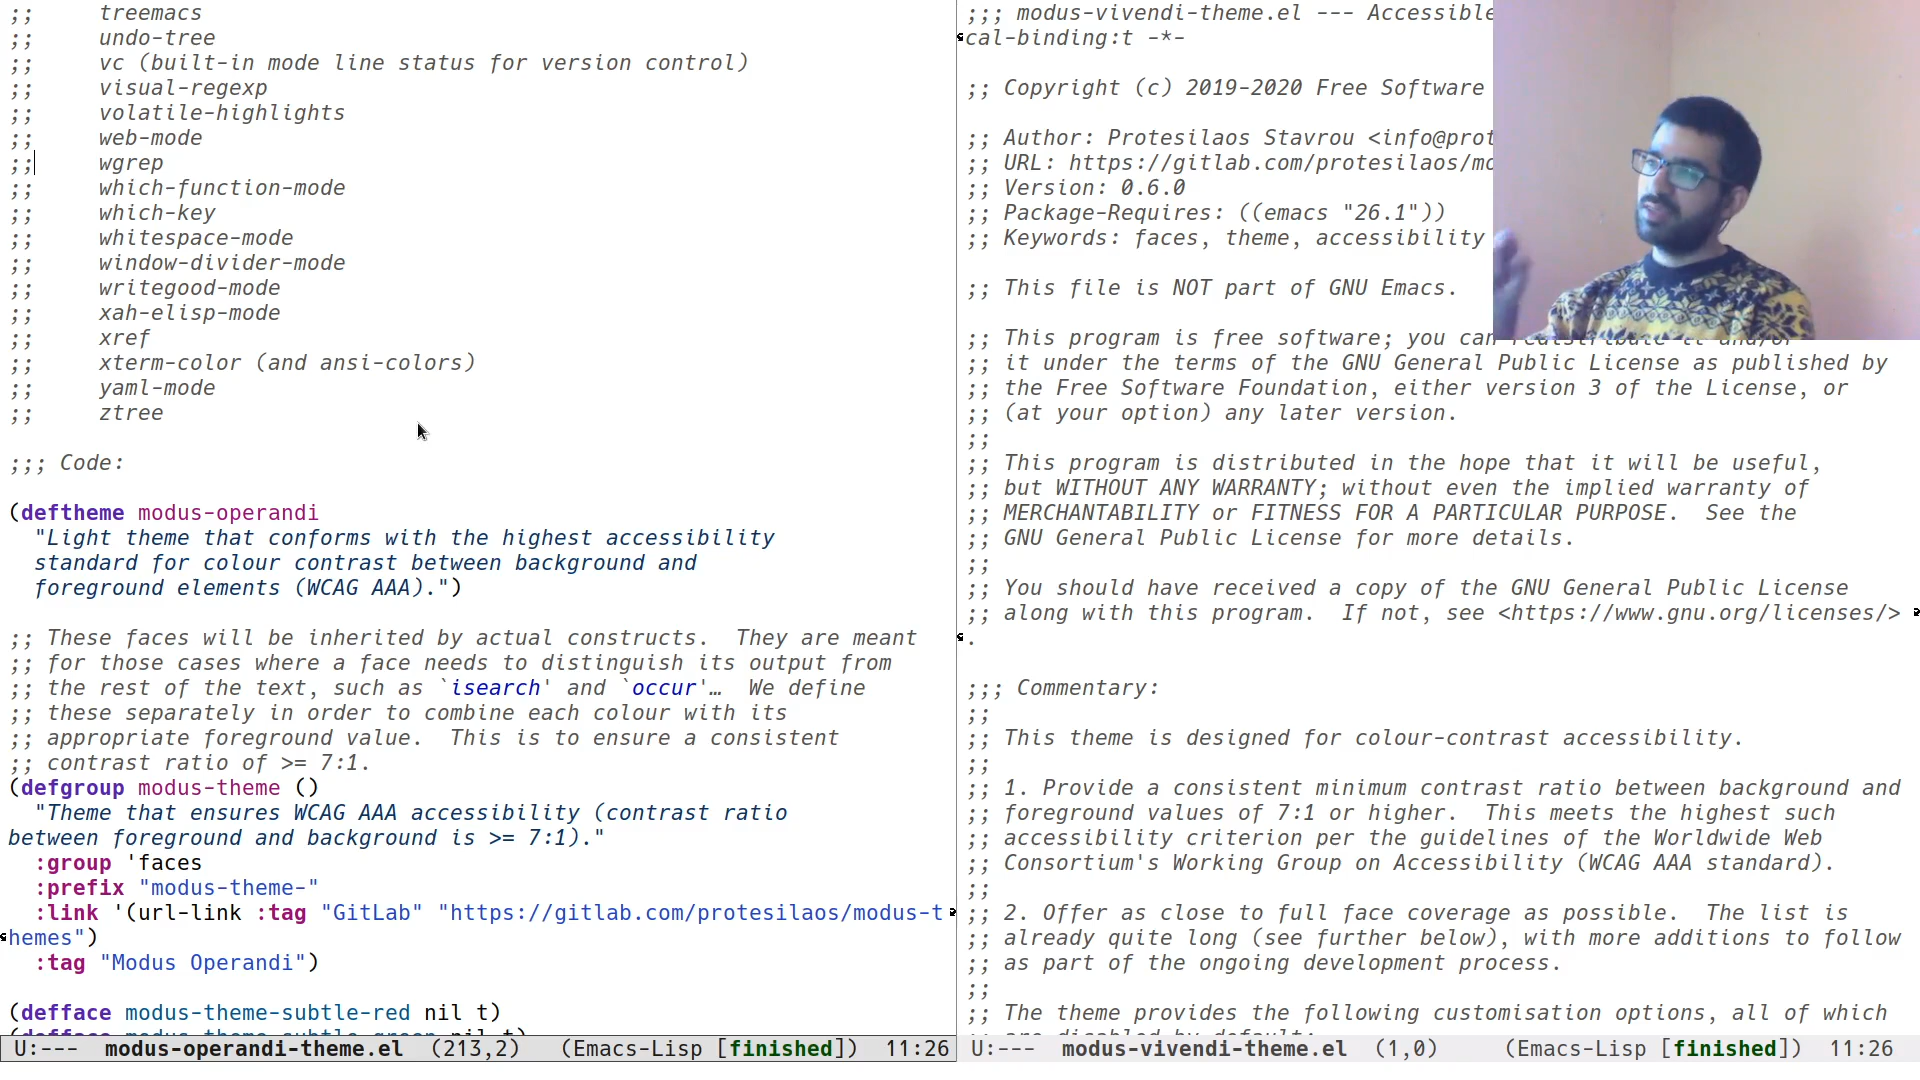 ;;     treemacs
;;     undo-tree
;;     vc (built-in mode line status for version control)
;;     visual-regexp
;;     volatile-highlights
;;     web-mode
;;     wgrep
;;     which-function-mode
;;     which-key
;;     whitespace-mode
;;     window-divider-mode
;;     writegood-mode
;;     xah-elisp-mode
;;     xref
;;     xterm-color (and ansi-colors)
;;     yaml-mode
;;     ztree
;;; Code:
(deftheme modus-operandi
  "Light theme that conforms with the highest accessibility
  standard for colour contrast between background and
  foreground elements (WCAG AAA).")
;; These faces will be inherited by actual constructs.  They are meant
;; for those cases where a face needs to distinguish its output from
;; the rest of the text, such as `isearch' and `occur'…  We define
;; these separately in order to combine each colour with its
;; appropriate foreground value.  This is to ensure a consistent
;; contrast ratio of >= 7:1.
(defgroup modus-theme ()
  "Theme that ensures WCAG AAA accessibility (contrast ratio
between foreground and background is >= 7:1)."
  :group 'faces
  :prefix "modus-theme-"
  :link '(url-link :tag "GitLab" "https://gitlab.com/protesilaos/modus-t
hemes")
  :tag "Modus Operandi")
(defface modus-theme-subtle-red nil t)
(defface modus-theme-subtle-green nil t)
U:---  modus-operandi-theme.el  (213,2)   (Emacs-Lisp [finished])  11:26
;;; modus-vivendi-theme.el --- Accessible
cal-binding:t -*-
;; Copyright (c) 2019-2020 Free Software
;; Author: Protesilaos Stavrou <info@prot
;; URL: https://gitlab.com/protesilaos/mo
;; Version: 0.6.0
;; Package-Requires: ((emacs "26.1"))
;; Keywords: faces, theme, accessibility
;; This file is NOT part of GNU Emacs.
;; This program is free software; you can redistribute it and/or
;; it under the terms of the GNU General Public License as published by
;; the Free Software Foundation, either version 3 of the License, or
;; (at your option) any later version.
;;
;; This program is distributed in the hope that it will be useful,
;; but WITHOUT ANY WARRANTY; without even the implied warranty of
;; MERCHANTABILITY or FITNESS FOR A PARTICULAR PURPOSE.  See the
;; GNU General Public License for more details.
;;
;; You should have received a copy of the GNU General Public License
;; along with this program.  If not, see <https://www.gnu.org/licenses/>
.
;;; Commentary:
;;
;; This theme is designed for colour-contrast accessibility.
;;
;; 1. Provide a consistent minimum contrast ratio between background and
;; foreground values of 7:1 or higher.  This meets the highest such
;; accessibility criterion per the guidelines of the Worldwide Web
;; Consortium's Working Group on Accessibility (WCAG AAA standard).
;;
;; 2. Offer as close to full face coverage as possible.  The list is
;; already quite long (see further below), with more additions to follow
;; as part of the ongoing development process.
;;
;; The theme provides the following customisation options, all of which
;; are disabled by default:
U:---  modus-vivendi-theme.el  (1,0)      (Emacs-Lisp [finished])  11:26